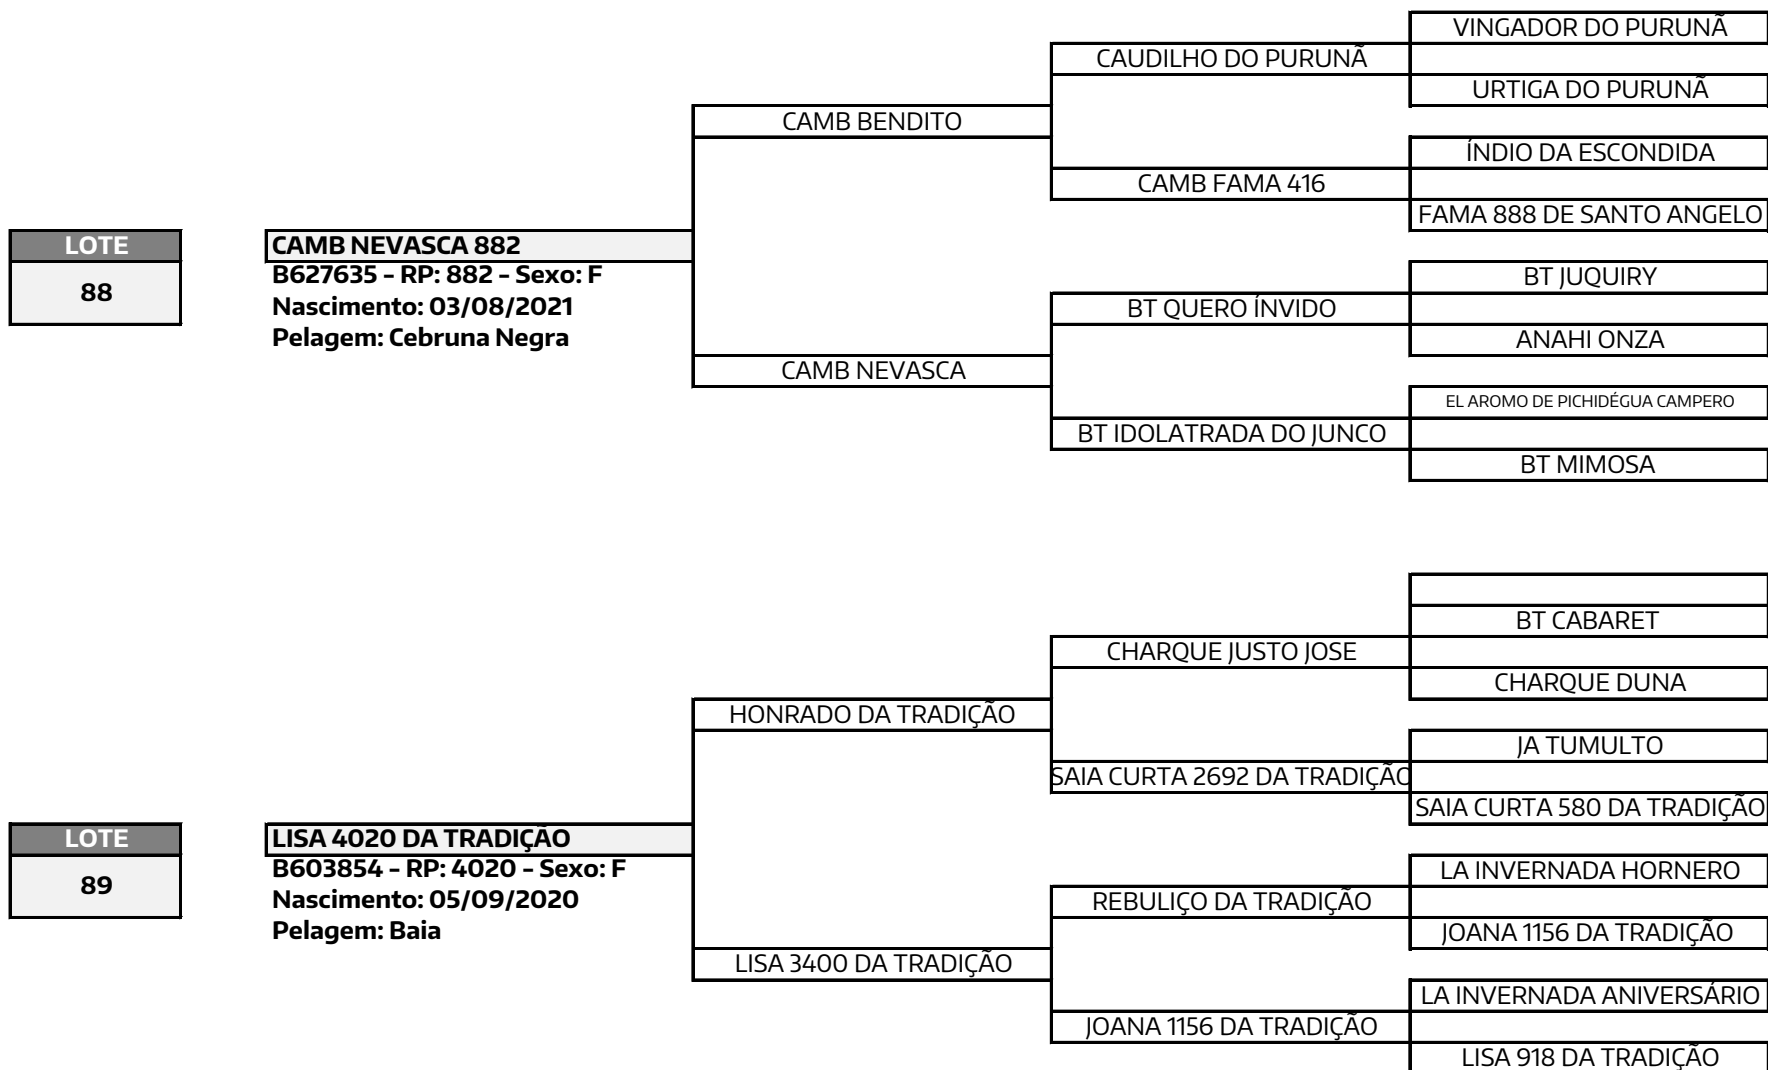 VINGADOR DO PURUNÃ
CAUDILHO DO PURUNÃ
URTIGA DO PURUNÃ
CAMB BENDITO
ÍNDIO DA ESCONDIDA
CAMB FAMA 416
FAMA 888 DE SANTO ANGELO
LOTE
88
CAMB NEVASCA 882
B627635 - RP: 882 - Sexo: F
Nascimento: 03/08/2021
Pelagem: Cebruna Negra
BT JUQUIRY
BT QUERO ÍNVIDO
ANAHI ONZA
CAMB NEVASCA
EL AROMO DE PICHIDÉGUA CAMPERO
BT IDOLATRADA DO JUNCO
BT MIMOSA
BT CABARET
CHARQUE JUSTO JOSE
CHARQUE DUNA
HONRADO DA TRADIÇÃO
JA TUMULTO
SAIA CURTA 2692 DA TRADIÇÃO
SAIA CURTA 580 DA TRADIÇÃO
LOTE
89
LISA 4020 DA TRADIÇÃO
B603854 - RP: 4020 - Sexo: F
Nascimento: 05/09/2020
Pelagem: Baia
LA INVERNADA HORNERO
REBULIÇO DA TRADIÇÃO
JOANA 1156 DA TRADIÇÃO
LISA 3400 DA TRADIÇÃO
LA INVERNADA ANIVERSÁRIO
JOANA 1156 DA TRADIÇÃO
LISA 918 DA TRADIÇÃO